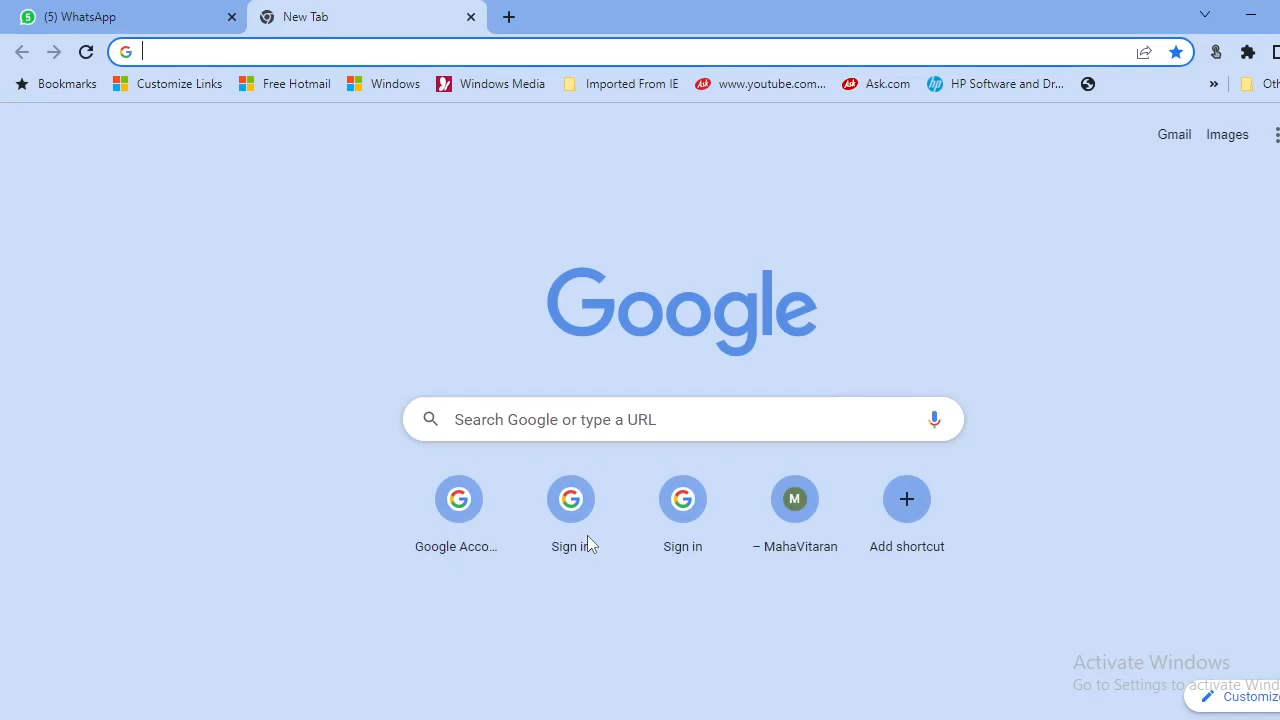 (5) WhatsApp
New Tab
Bookmarks
Customize Links
Free Hotmail
Windows
Windows Media
Imported From IE
www.youtube.com...
Ask.com
HP Software and Dr...
Gmail
Images
Google
Search Google or type a URL
Google Acco...
Sign in
Sign in
M
– MahaVitaran
Add shortcut
Activate Windows
Go to Settings to activate Wind
Customize